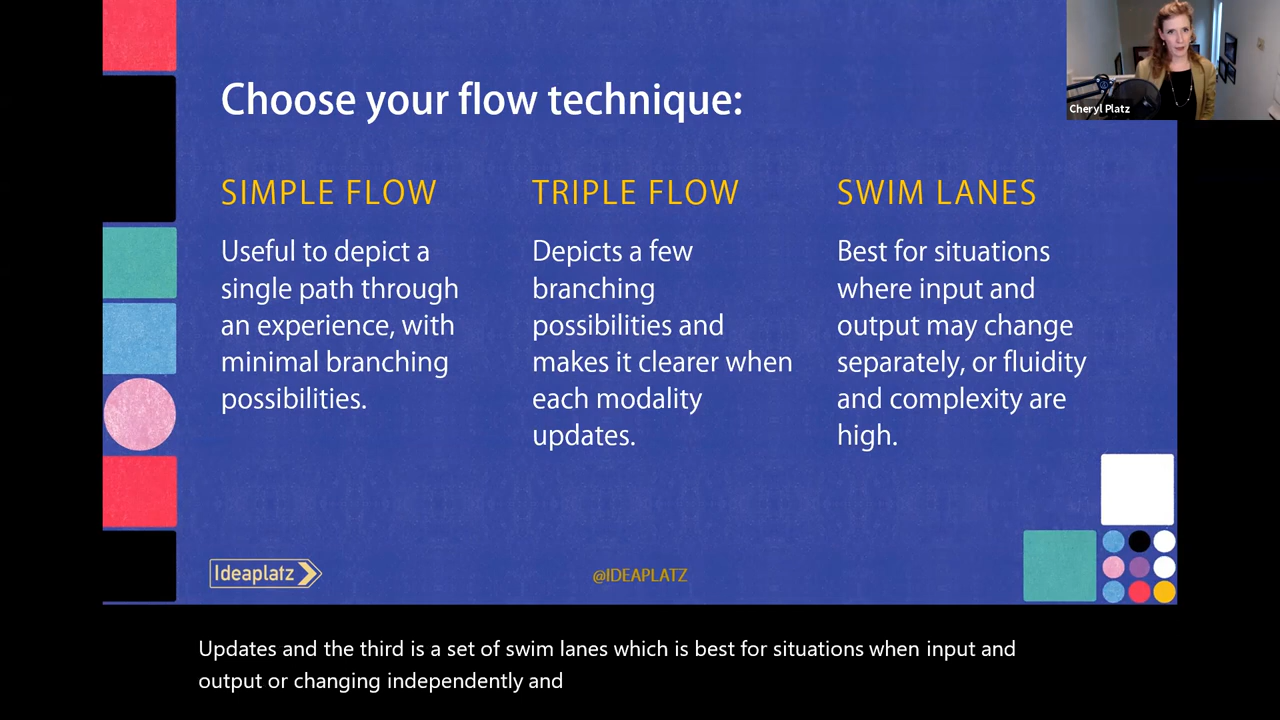 Choose your flow technique:
SIMPLE FLOW
Useful to depict a
single path through
an experience, with
minimal branching
possibilities.
TRIPLE FLOW
Depicts a few
branching
possibilities and
makes it clearer when
each modality
updates.
SWIM LANES
Best for situations
where input and
output may change
separately, or fluidity
and complexity are
high.
Cheryl Platz
Ideaplatz
@IDEAPLATZ
Updates and the third is a set of swim lanes which is best for situations when input and
output or changing independently and